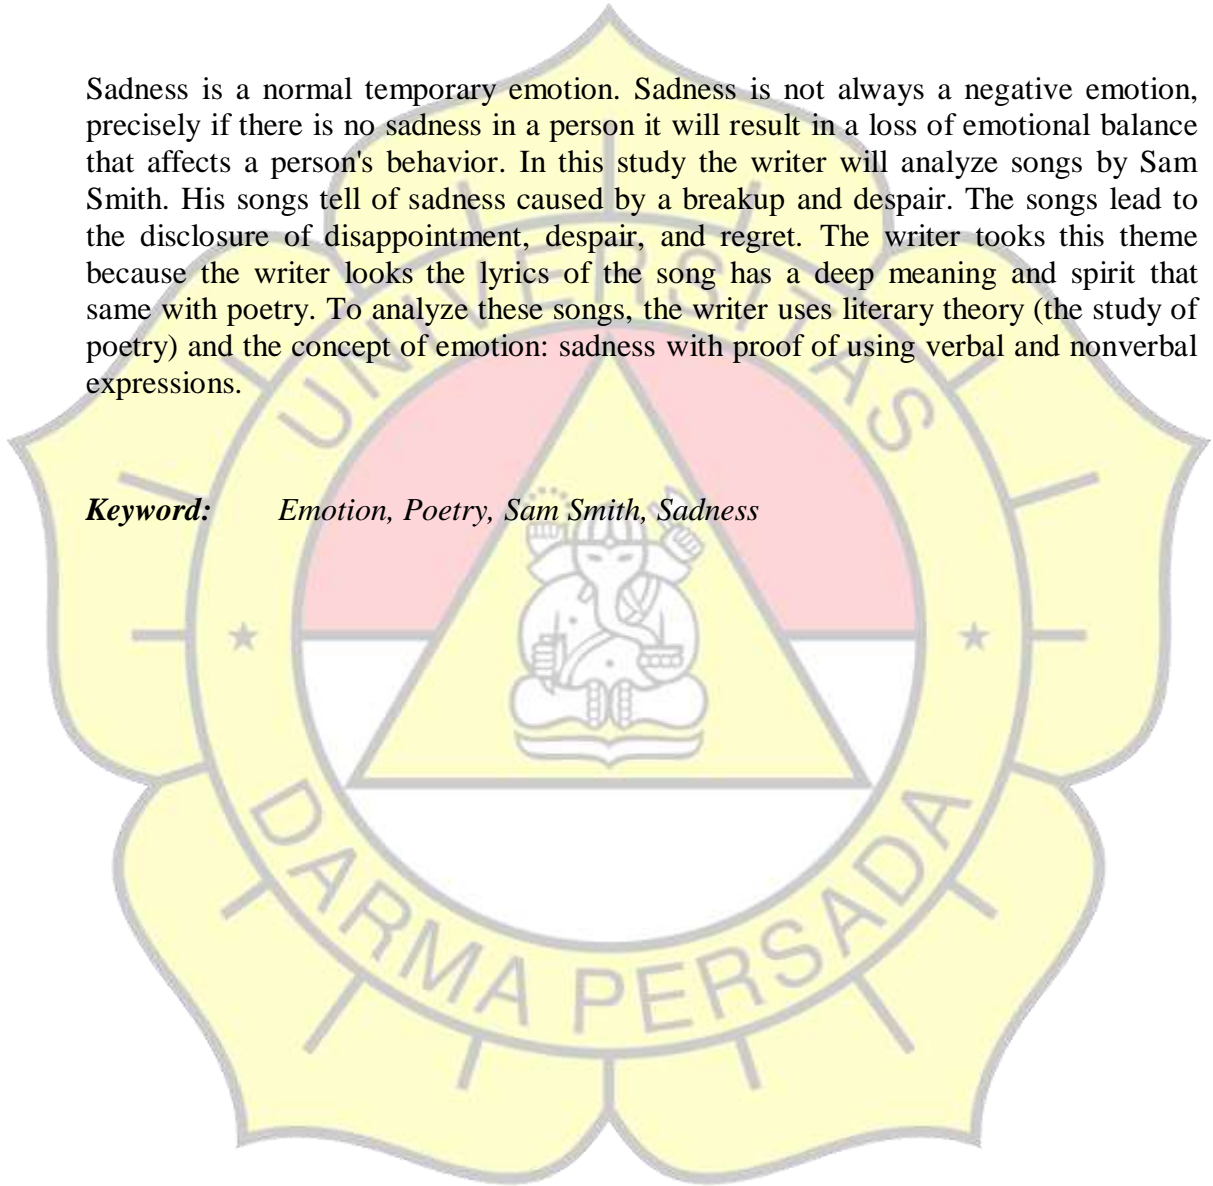 Sadness is a normal temporary emotion. Sadness is not always a negative emotion,
precisely if there is no sadness in a person it will result in a loss of emotional balance
that affects a person's behavior. In this study the writer will analyze songs by Sam
Smith. His songs tell of sadness caused by a breakup and despair. The songs lead to
the disclosure of disappointment, despair, and regret. The writer tooks this theme
because the writer looks the lyrics of the song has a deep meaning and spirit that
same with poetry. To analyze these songs, the writer uses literary theory (the study of
poetry) and the concept of emotion: sadness with proof of using verbal and nonverbal
expressions.
Keyword: Emotion, Poetry, Sam Smith, Sadness
UNIVERSITAS
DARMA PERSADA